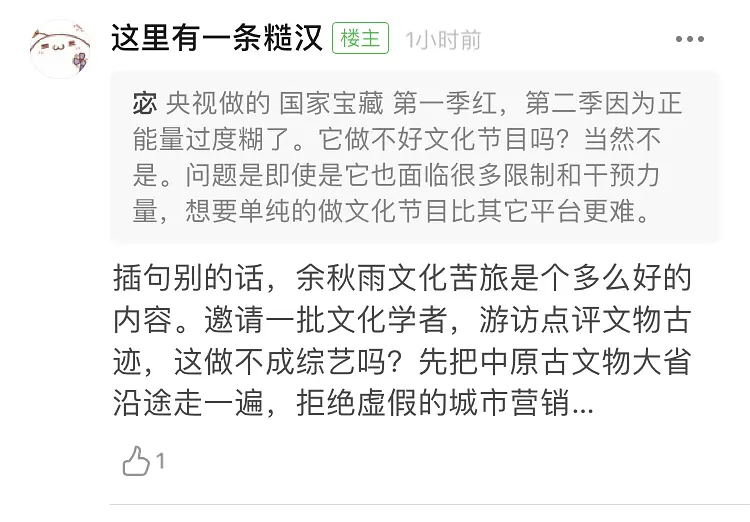 这里有一条糙汉 楼主 1小时前
宓 央视做的 国家宝藏 第一季红，第二季因为正
能量过度糊了。它做不好文化节目吗？当然不
是。问题是即使是它也面临很多限制和干预力
量，想要单纯的做文化节目比其它平台更难。
插句别的话，余秋雨文化苦旅是个多么好的
内容。邀请一批文化学者，游访点评文物古
迹，这做不成综艺吗？先把中原古文物大省
沿途走一遍，拒绝虚假的城市营销...
1